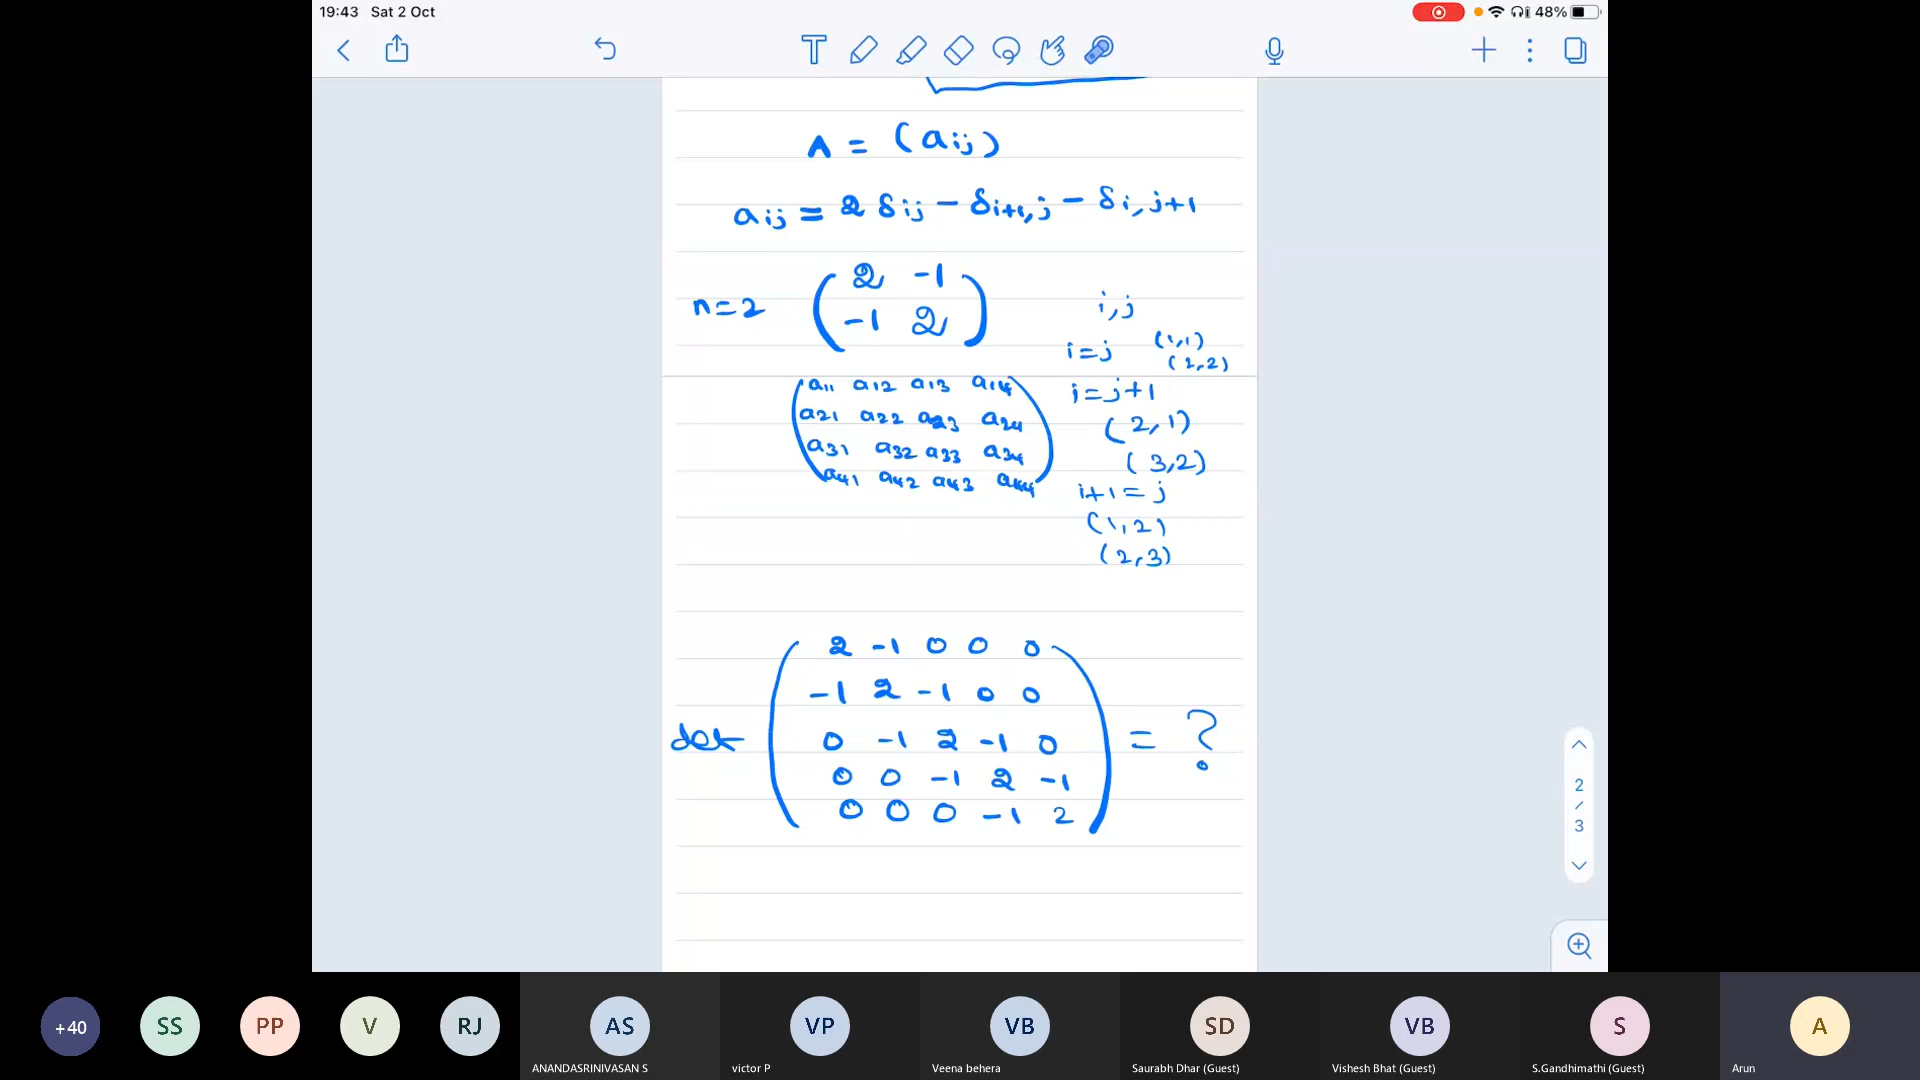 19:43 Sat 2 Oct 48%
A = (aij)
aij = 2 δij - δi+1,j - δi,j+1
n=2 ( 2 -1
-1 2 )
i,j
i=j (1,1)
(2,2)
i=j+1
(2,1)
(3,2)
i+1=j
(1,2)
(2,3)
a11 a12 a13 a14
a21 a22 a23 a24
a31 a32 a33 a34
a41 a42 a43 a44
2 -1 0 0 0
-1 2 -1 0 0
det 0 -1 2 -1 0 = ?
0 0 -1 2 -1
0 0 0 -1 2
2
/
3
+40 SS PP V RJ AS VP VB SD VB S A
ANANDASRINIVASAN S victor P Veena behera Saurabh Dhar (Guest) Vishesh Bhat (Guest) S.Gandhimathi (Guest) Arun